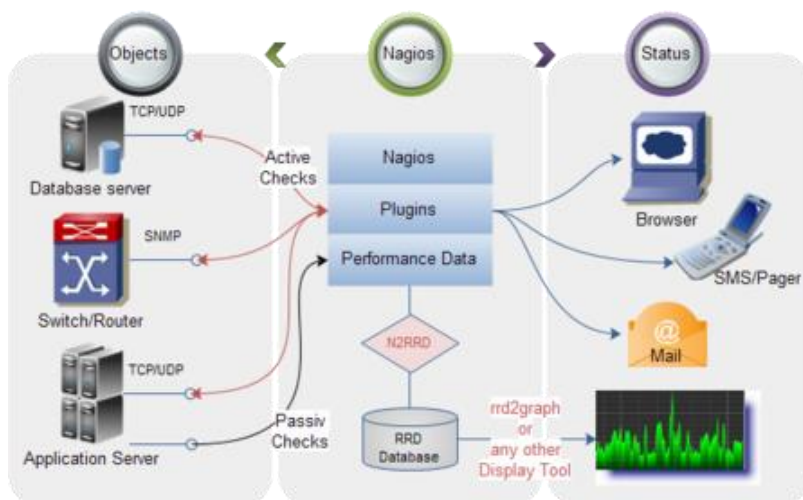 Objects
Nagios
Status
TCP/UDP
Database server
SNMP
Switch/Router
TCP/UDP
Application Server
Active
Checks
Passiv
Checks
Nagios
Plugins
Performance Data
N2RRD
RRD
Database
rrd2graph
or
any other
Display Tool
Browser
SMS/Pager
@
Mail